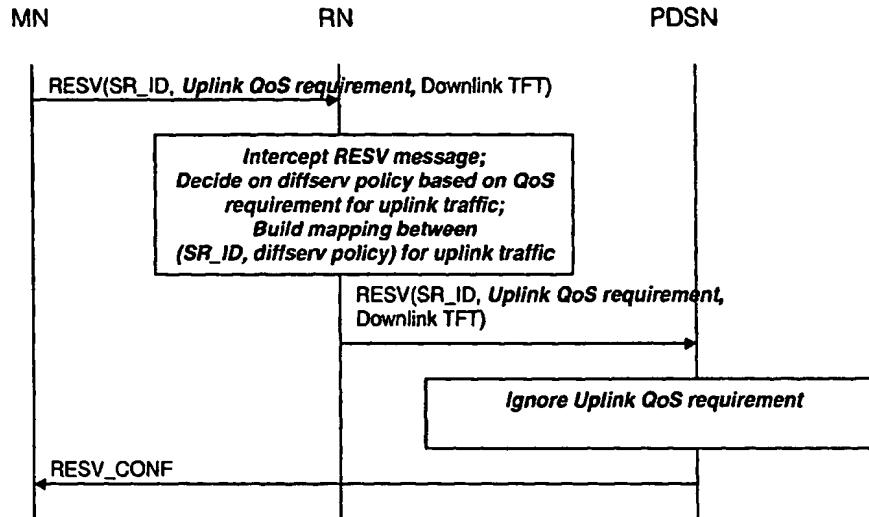 MN RN PDSN
RESV(SR_ID, Uplink QoS requirement, Downlink TFT)
Intercept RESV message;
Decide on diffserv policy based on QoS
requirement for uplink traffic;
Build mapping between
(SR_ID, diffserv policy) for uplink traffic
RESV(SR_ID, Uplink QoS requirement,
Downlink TFT)
Ignore Uplink QoS requirement
RESV_CONF